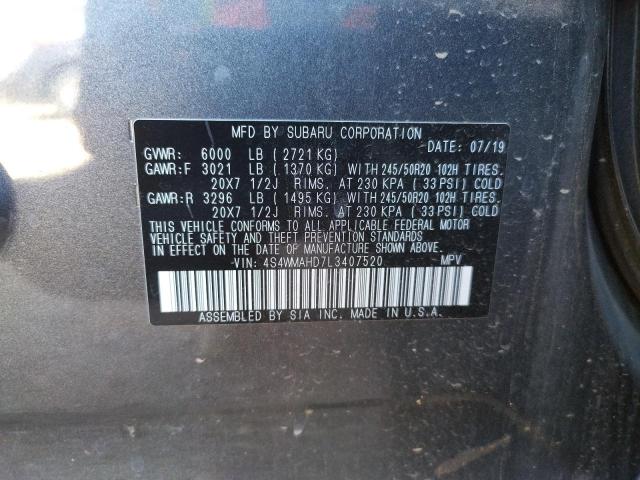 MFD BY SUBARU CORPORATION
GVWR: 6000 LB ( 2721 KG) DATE: 07/19
GAWR:F 3021 LB ( 1370 KG) WITH 245/50R20 102H TIRES.
20X7 1/2J RIMS. AT 230 KPA ( 33 PSI) COLD
GAWR:R 3296 LB ( 1495 KG) WITH 245/50R20 102H TIRES.
20X7 1/2J RIMS. AT 230 KPA ( 33 PSI) COLD
THIS VEHICLE CONFORMS TO ALL APPLICABLE FEDERAL MOTOR
VEHICLE SAFETY AND THEFT PREVENTION STANDARDS
IN EFFECT ON THE DATE OF MANUFACTURE SHOWN ABOVE.
VIN: 4S4WMAHD7L3407520 MPV
ASSEMBLED BY SIA INC. MADE IN U.S.A.